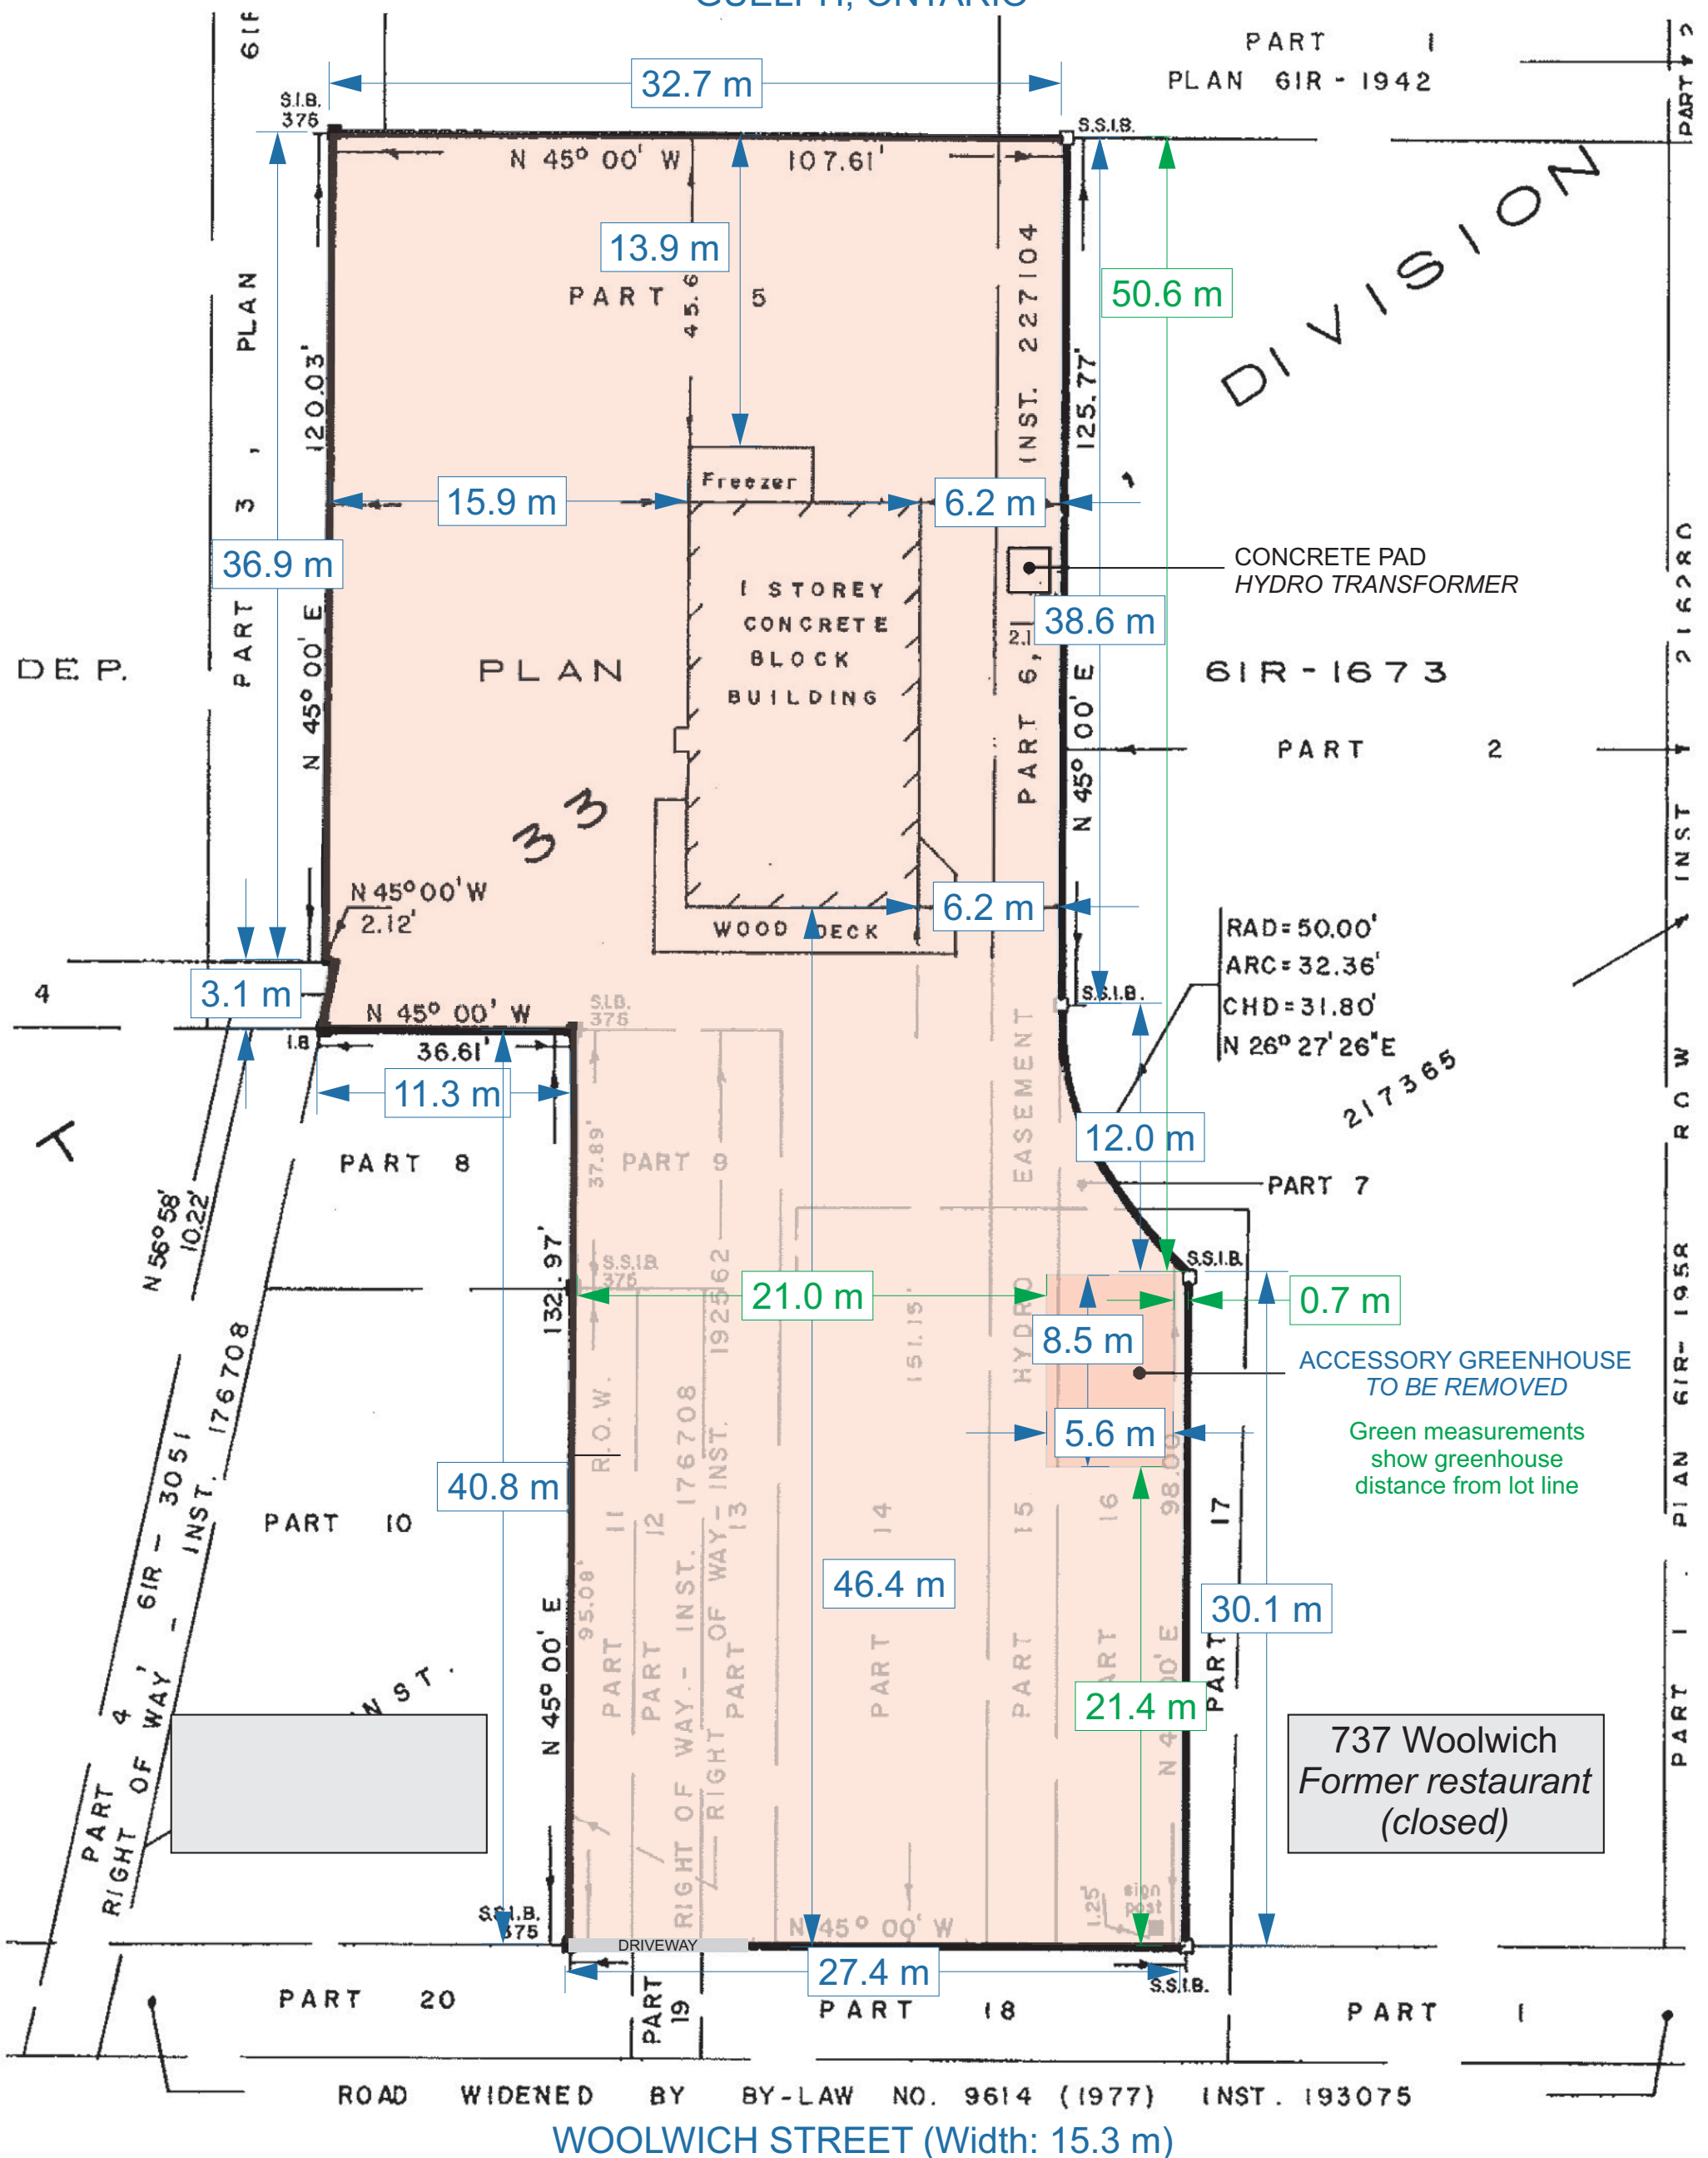 GUELPH, ONTARIO
61R
PART 1
PLAN 61R - 1942
PART 2
32.7 m
S.I.B.
375
S.S.I.B.
N 45° 00' W 107.61'
13.9 m
45.6
PART 5
50.6 m
DIVISION
PART 3, PLAN
120.03'
N 45° 00' E
INST. 227104
125.77'
Freezer
15.9 m
6.2 m
36.9 m
1 STOREY
CONCRETE
BLOCK
BUILDING
CONCRETE PAD
HYDRO TRANSFORMER
38.6 m
2.1
PART 6,
N 45° 00' E
DEP.
PLAN
61R-1673
PART 2
INST 216280
33
N 45° 00' W
2.12'
6.2 m
WOOD DECK
RAD=50.00'
ARC=32.36'
CHD=31.80'
N 26° 27' 26" E
4
3.1 m
S.S.I.B.
N 45° 00' W
S.I.B.
375
I.B
36.61'
11.3 m
217365
T
PART 8
37.89'
PART 9
EASEMENT
12.0 m
PART 7
N 56° 58'
10.22'
ROW
132.97'
S.S.I.B.
375
192562
S.S.I.B.
21.0 m
0.7 m
151.15'
HYDRO
8.5 m
ACCESSORY GREENHOUSE
TO BE REMOVED
5.6 m
Green measurements
show greenhouse
distance from lot line
R.O.W.
98.00
40.8 m
PART 10
61R - 3051
INST. 176708
PART 11
PART 12
RIGHT OF WAY - INST. 176708
RIGHT OF WAY - INST.
PART 13
PART 14
PART 15
PART 16
PART 17
46.4 m
30.1 m
95.08'
N 45° 00' E
INST.
21.4 m
PART 4,
RIGHT OF WAY -
PLAN 61R- 1958
PART 1
737 Woolwich
Former restaurant
(closed)
S.S.I.B.
375
1.25'
sign
post
N 45° 00' W
DRIVEWAY
27.4 m
S.S.I.B.
PART 20
PART 19
PART 18
PART 1
ROAD WIDENED BY BY-LAW NO. 9614 (1977) INST. 193075
WOOLWICH STREET (Width: 15.3 m)